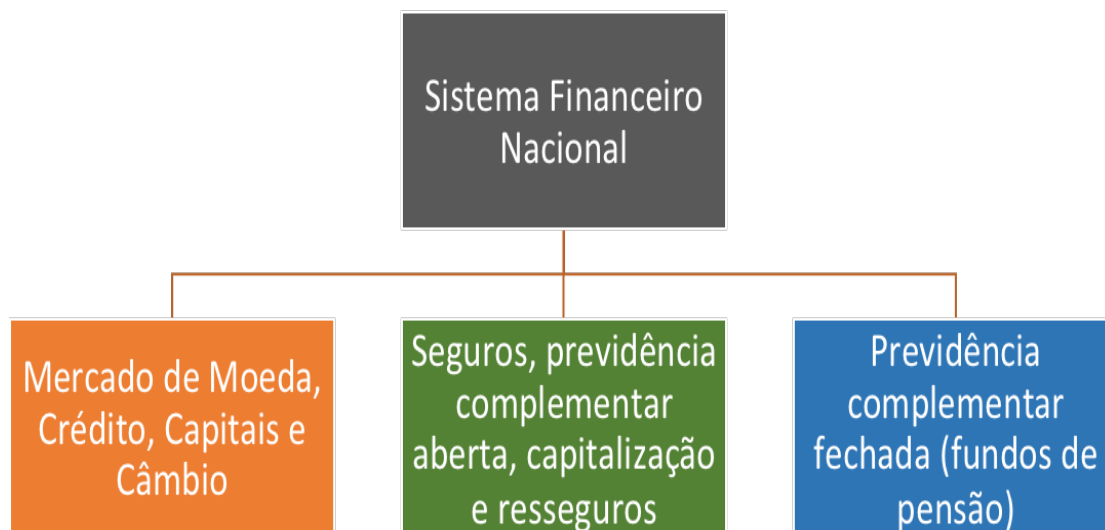 Sistema Financeiro
Nacional
Mercado de Moeda,
Crédito, Capitais e
Câmbio
Seguros, previdência
complementar
aberta, capitalização
e resseguros
Previdência
complementar
fechada (fundos de
pensão)